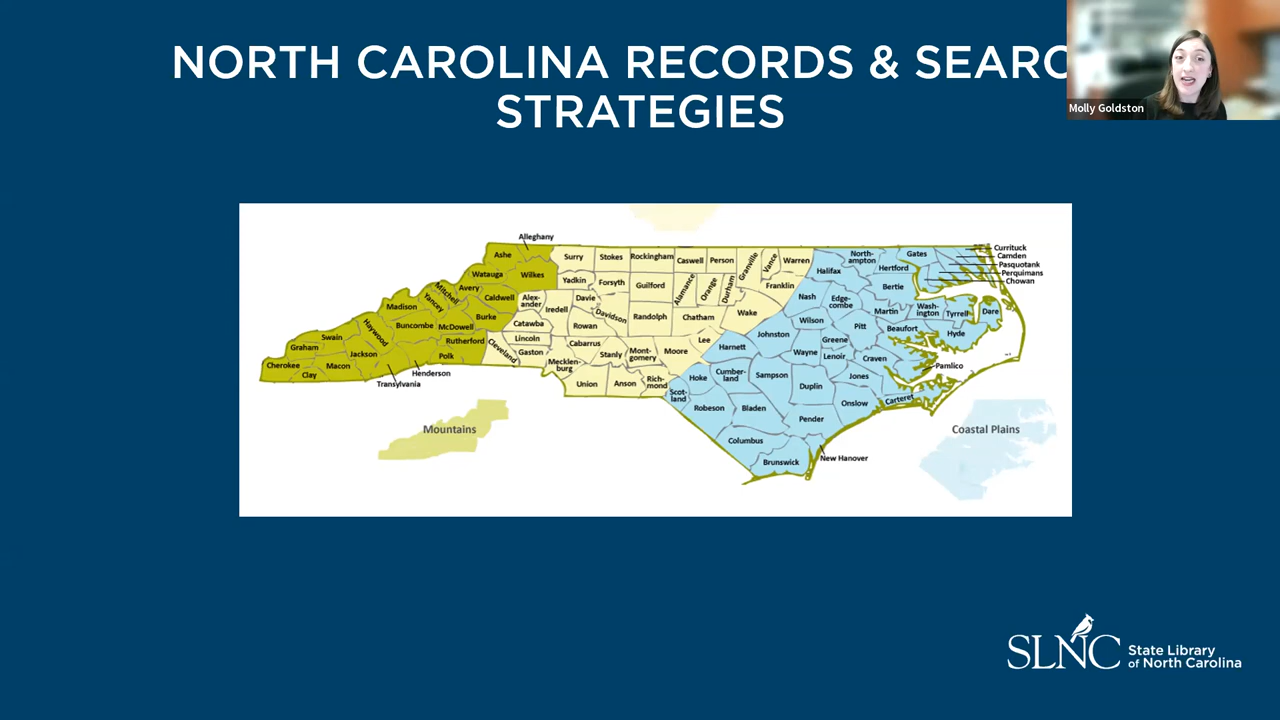 NORTH CAROLINA RECORDS & SEARC
STRATEGIES
Molly Goldston
Alleghany
Ashe
Surry
Stokes
Rockingham
Caswell
Person
Granville
Vance
Warren
North-
ampton
Gates
Currituck
Camden
Pasquotank
Perquimans
Chowan
Halifax
Hertford
Bertie
Watauga
Wilkes
Yadkin
Forsyth
Guilford
Alamance
Orange
Durham
Franklin
Nash
Edge-
combe
Martin
Wash-
ington
Tyrrell
Dare
Avery
Mitchell
Yancey
Madison
Caldwell
Alex-
ander
Iredell
Davie
Davidson
Randolph
Chatham
Wake
Wilson
Pitt
Beaufort
Hyde
Burke
Catawba
Rowan
Buncombe
McDowell
Haywood
Swain
Graham
Rutherford
Lincoln
Cleveland
Gaston
Cabarrus
Stanly
Mont-
gomery
Moore
Lee
Harnett
Johnston
Greene
Wayne
Lenoir
Craven
Pamlico
Jackson
Polk
Mecklen-
burg
Cherokee
Macon
Clay
Henderson
Transylvania
Union
Anson
Rich-
mond
Scot-
land
Hoke
Cumber-
land
Sampson
Duplin
Jones
Onslow
Carteret
Robeson
Bladen
Pender
Columbus
Brunswick
New Hanover
Mountains
Coastal Plains
SLNC
State Library
of North Carolina